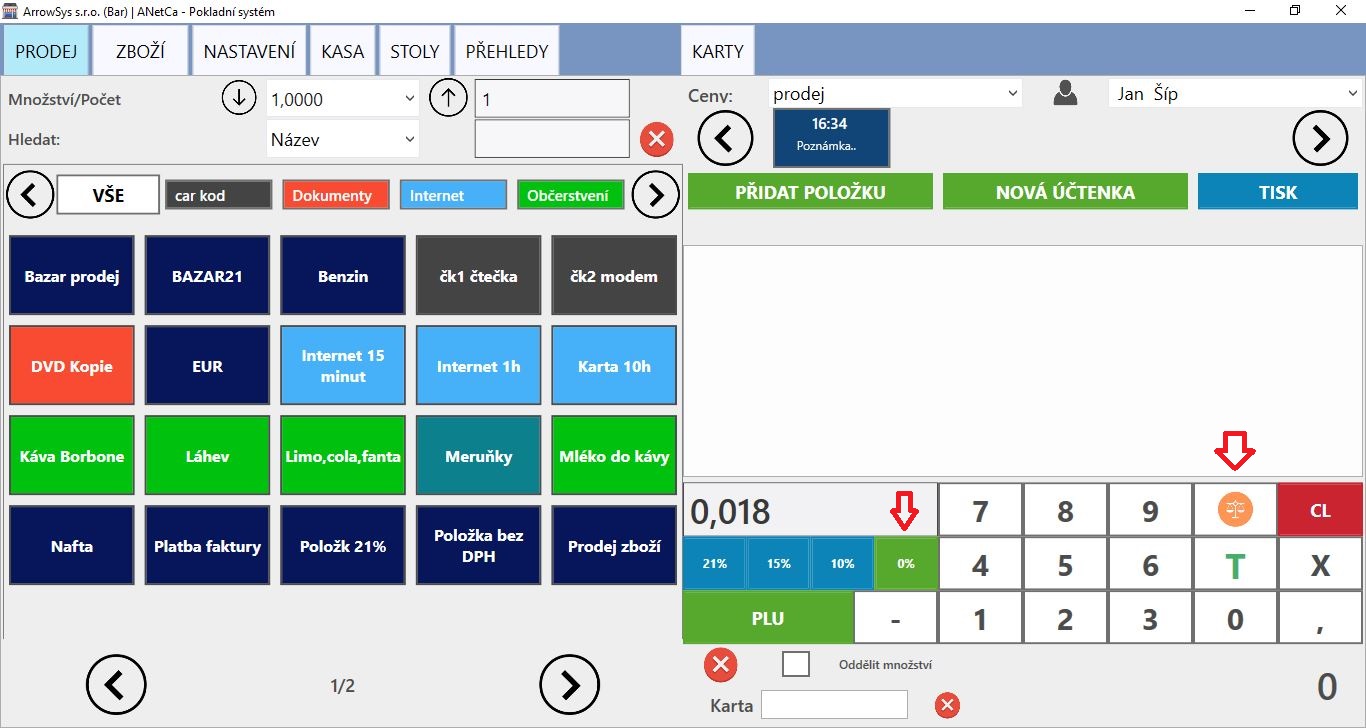 ArrowSys s.r.o. (Bar) | ANetCa - Pokladní systém
PRODEJ ZBOŽÍ NASTAVENÍ KASA STOLY PŘEHLEDY KARTY
Množství/Počet 1,0000 1
Hledat: Název
Ceny: prodej Jan Šíp
16:34
Poznámka..
VŠE car kod Dokumenty Internet Občerstvení
PŘIDAT POLOŽKU NOVÁ ÚČTENKA TISK
Bazar prodej BAZAR21 Benzin čk1 čtečka čk2 modem
DVD Kopie EUR Internet 15 minut Internet 1h Karta 10h
Káva Borbone Láhev Limo,cola,fanta Meruňky Mléko do kávy
Nafta Platba faktury Položk 21% Položka bez DPH Prodej zboží
1/2
0,018 7 8 9 CL
21% 15% 10% 0% 4 5 6 T X
PLU - 1 2 3 0 ,
Oddělit množství
Karta
0